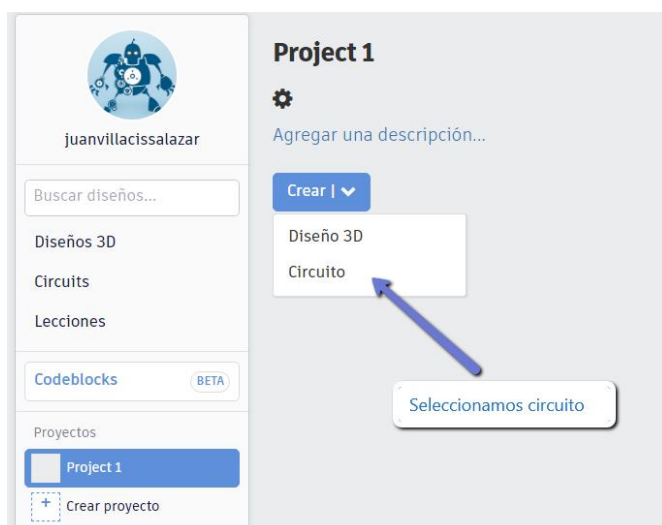 juanvillacissalazar
Buscar diseños...
Diseños 3D
Circuits
Lecciones
Codeblocks BETA
Proyectos
Project 1
+ Crear proyecto
Project 1
Agregar una descripción...
Crear |
Diseño 3D
Circuito
Seleccionamos circuito